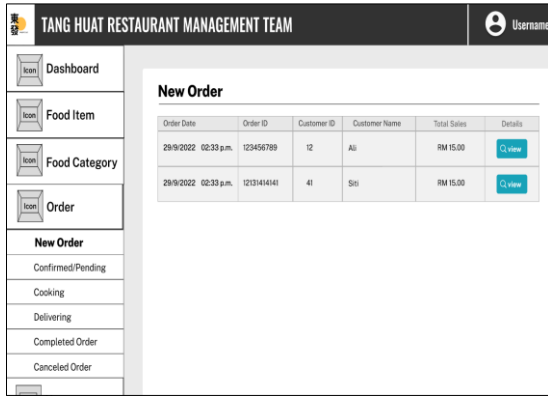 TANG HUAT RESTAURANT MANAGEMENT TEAM
Username
Icon Dashboard
Icon Food Item
Icon Food Category
Icon Order
New Order
Confirmed/Pending
Cooking
Delivering
Completed Order
Canceled Order
New Order
Order Date Order ID Customer ID Customer Name Total Sales Details
29/9/2022 02:33 p.m. 123456789 12 Ali RM 15.00 view
29/9/2022 02:33 p.m. 12131414141 41 Siti RM 15.00 view